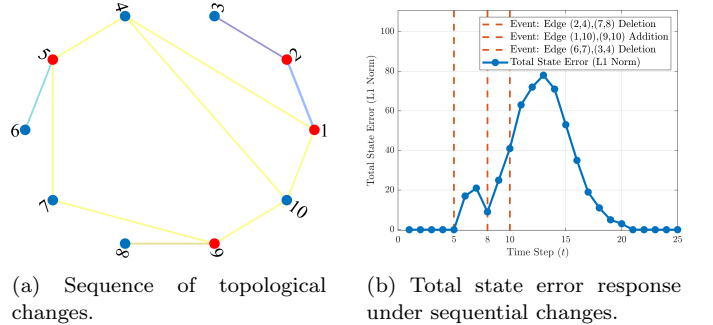 4
3
5
2
6
1
7
10
8
9
(a) Sequence of topological
changes.
Total State Error (L1 Norm)
100
80
60
40
20
0
Event: Edge (2,4),(7,8) Deletion
Event: Edge (1,10),(9,10) Addition
Event: Edge (6,7),(3,4) Deletion
Total State Error (L1 Norm)
0 5 8 10 15 20 25
Time Step (t)
(b) Total state error response
under sequential changes.